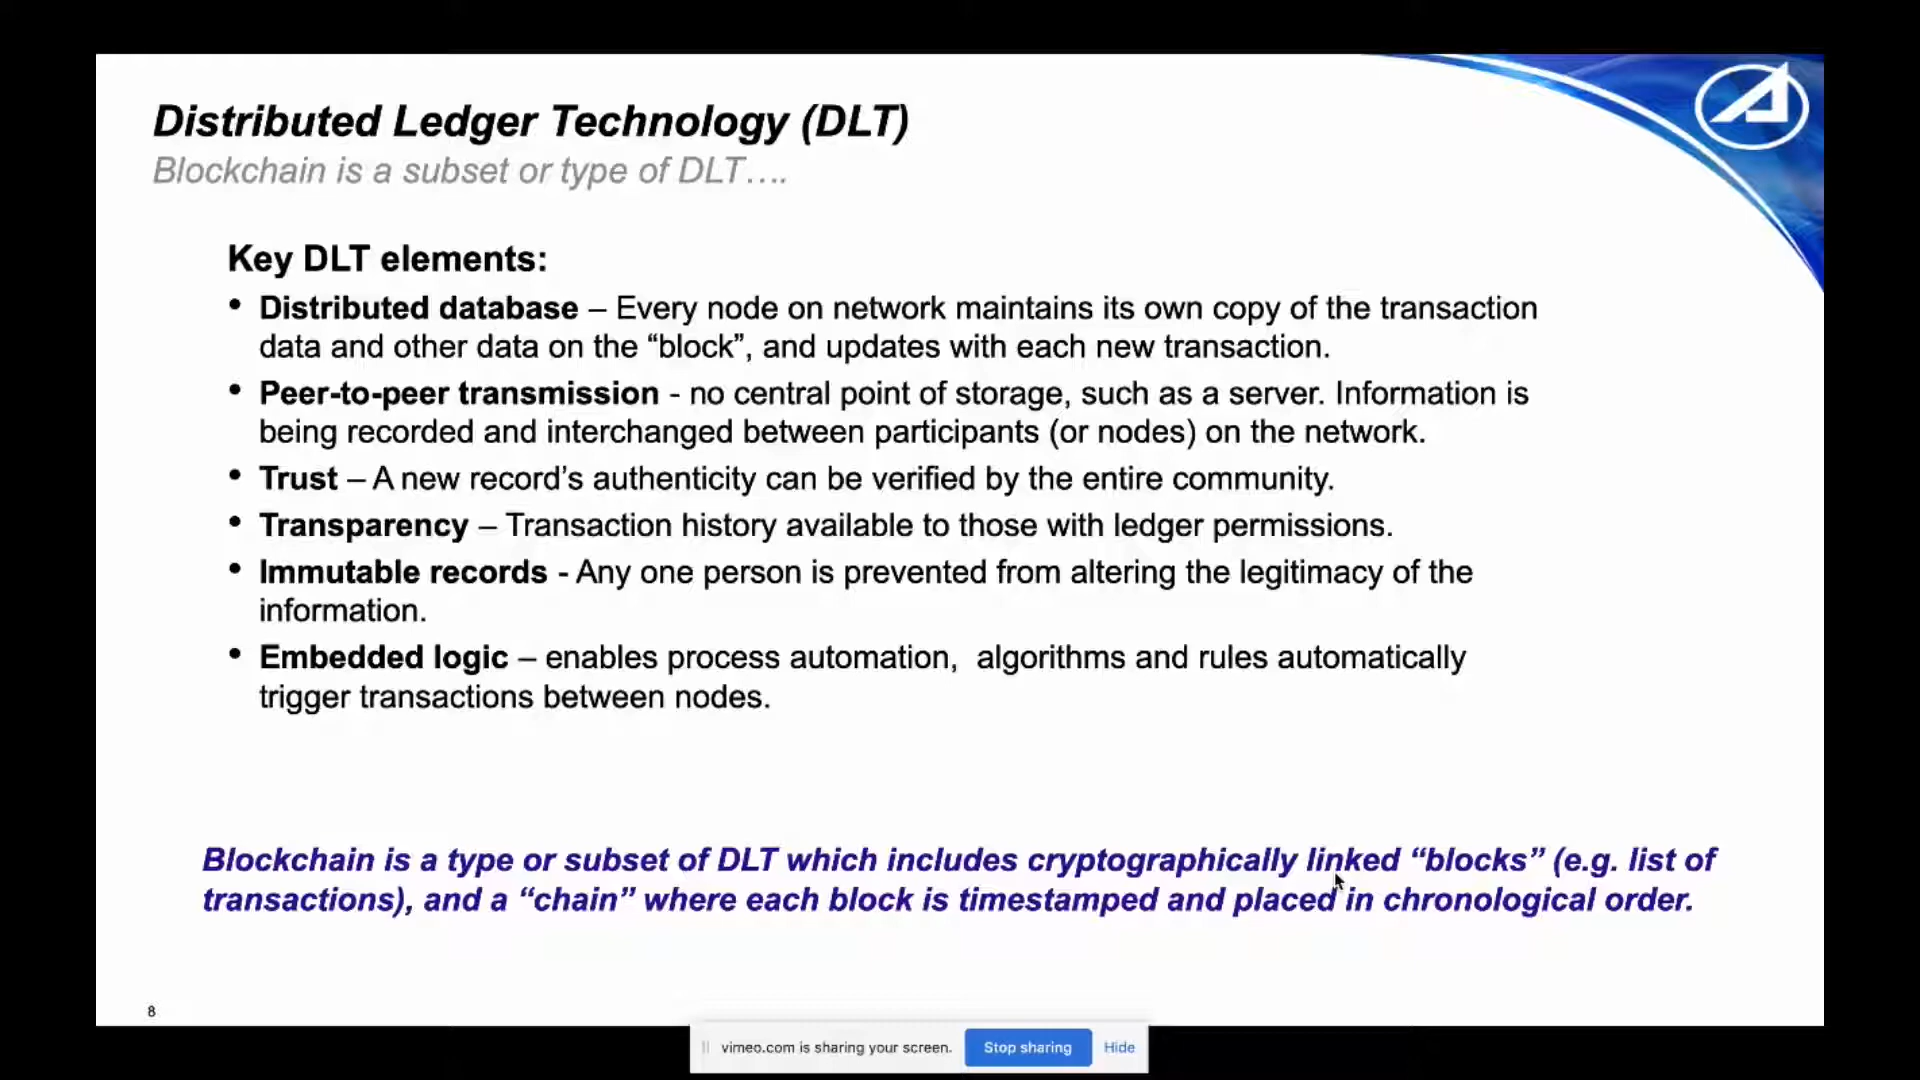 Distributed Ledger Technology (DLT)
Blockchain is a subset or type of DLT….
Key DLT elements:
• Distributed database – Every node on network maintains its own copy of the transaction
data and other data on the “block”, and updates with each new transaction.
• Peer-to-peer transmission - no central point of storage, such as a server. Information is
being recorded and interchanged between participants (or nodes) on the network.
• Trust – A new record’s authenticity can be verified by the entire community.
• Transparency – Transaction history available to those with ledger permissions.
• Immutable records - Any one person is prevented from altering the legitimacy of the
information.
• Embedded logic – enables process automation,  algorithms and rules automatically
trigger transactions between nodes.
Blockchain is a type or subset of DLT which includes cryptographically linked “blocks” (e.g. list of
transactions), and a “chain” where each block is timestamped and placed in chronological order.
8
vimeo.com is sharing your screen. Stop sharing Hide